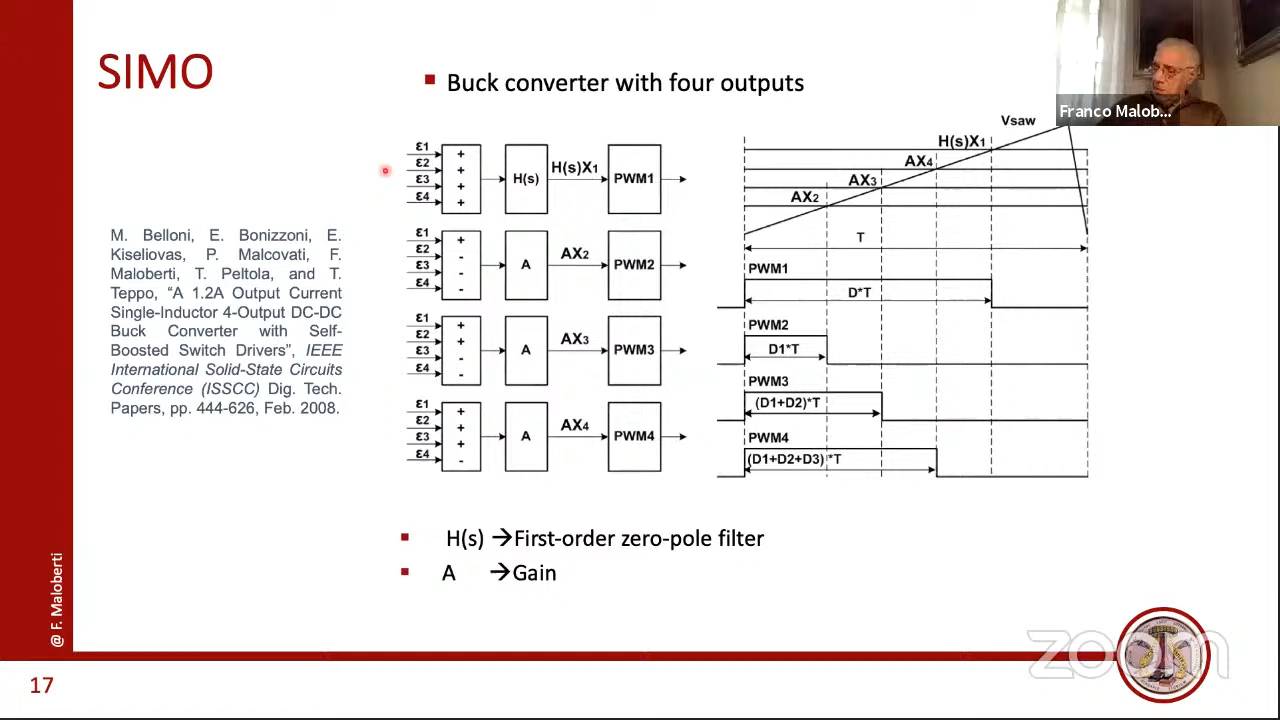 SIMO
Buck converter with four outputs
Franco Malob...
M. Belloni, E. Bonizzoni, E.
Kiseliovas, P. Malcovati, F.
Maloberti, T. Peltola, and T.
Teppo, “A 1.2A Output Current
Single-Inductor 4-Output DC-DC
Buck Converter with Self-
Boosted Switch Drivers”, IEEE
International Solid-State Circuits
Conference (ISSCC) Dig. Tech.
Papers, pp. 444-626, Feb. 2008.
ε1
ε2
ε3
ε4
+
+
+
+
H(s)
H(s)X1
PWM1
ε1
ε2
ε3
ε4
+
-
-
-
A
AX2
PWM2
ε1
ε2
ε3
ε4
+
+
-
-
A
AX3
PWM3
ε1
ε2
ε3
ε4
+
+
+
-
A
AX4
PWM4
Vsaw
H(s)X1
AX4
AX3
AX2
T
PWM1
D*T
PWM2
D1*T
PWM3
(D1+D2)*T
PWM4
(D1+D2+D3)*T
H(s) →First-order zero-pole filter
A →Gain
@ F. Maloberti
17
zoom